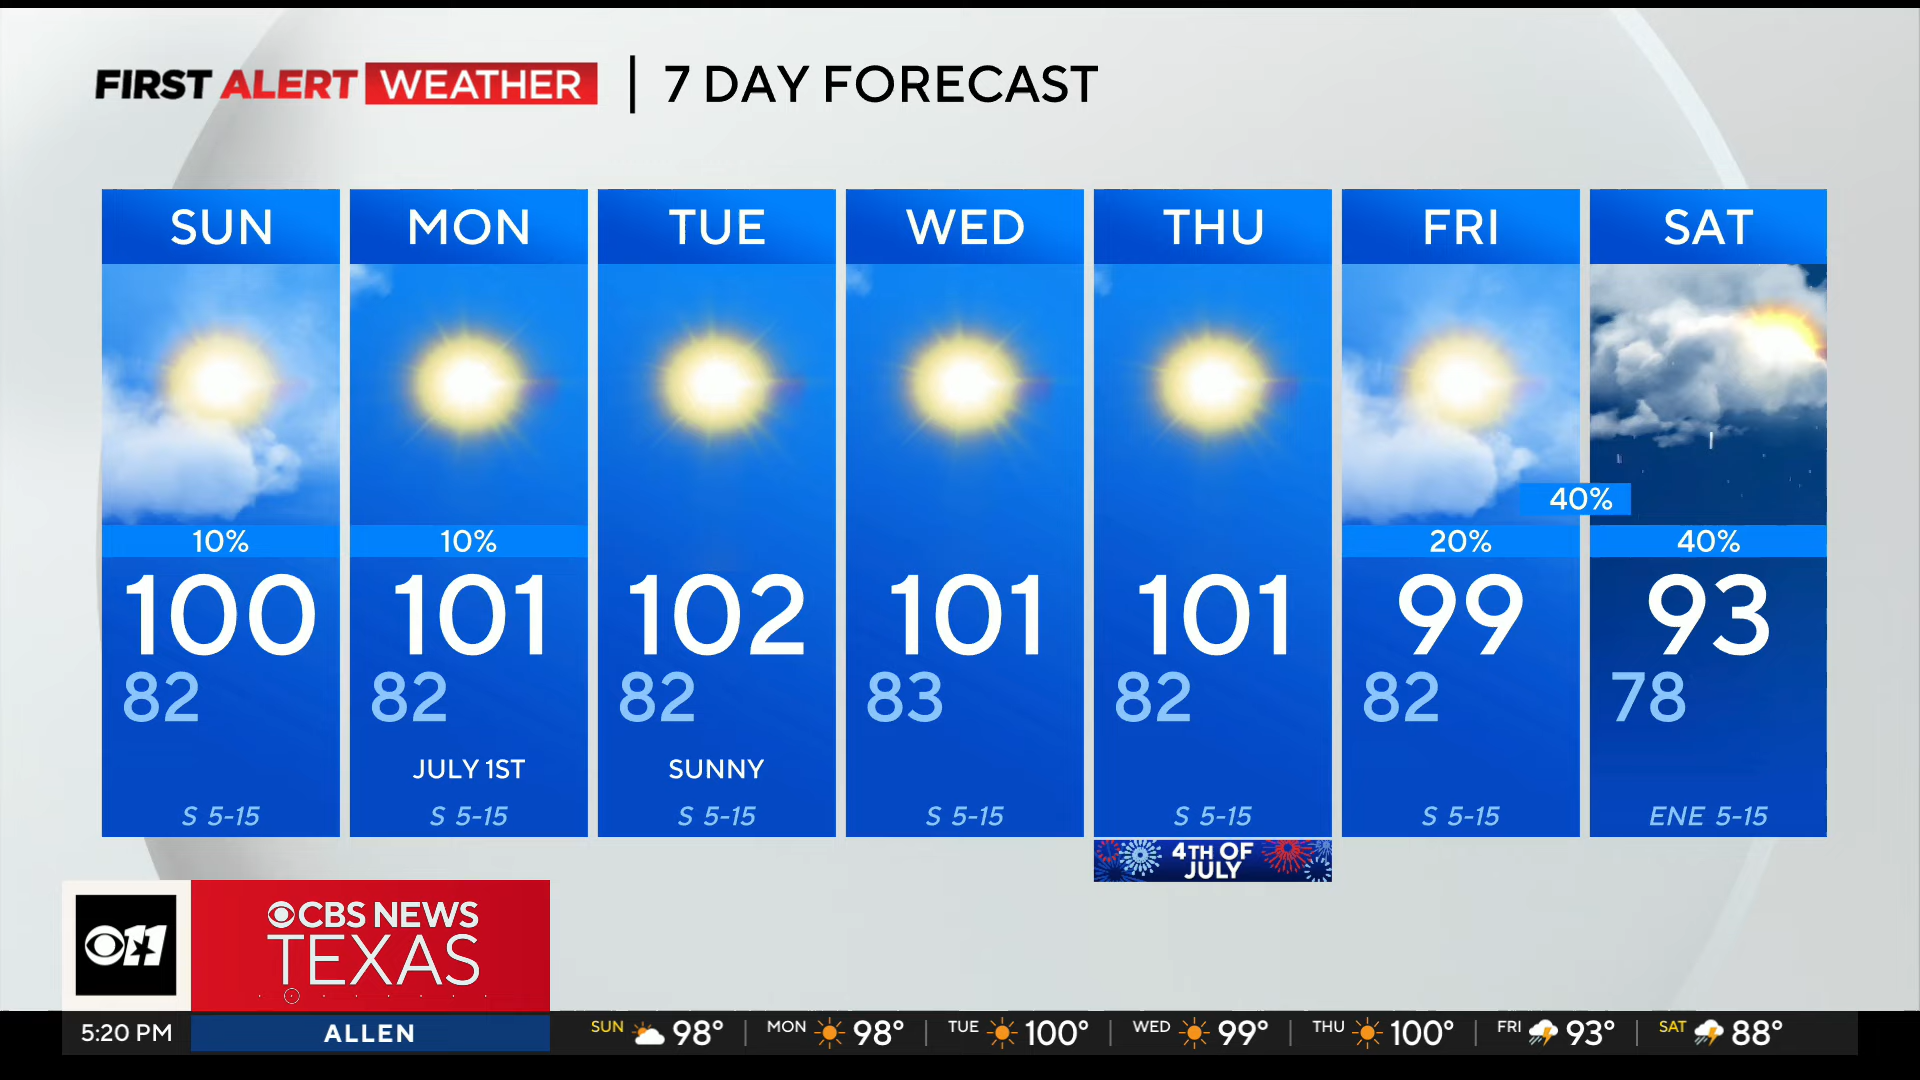 FIRST ALERT WEATHER | 7 DAY FORECAST
SUN MON TUE WED THU FRI SAT
40%
10% 10% 20% 40%
100 101 102 101 101 99 93
82 82 82 83 82 82 78
JULY 1ST SUNNY
S 5-15 S 5-15 S 5-15 S 5-15 S 5-15 S 5-15 ENE 5-15
4TH OF
JULY
11
CBS NEWS
TEXAS
5:20 PM ALLEN SUN 98° | MON 98° | TUE 100° | WED 99° | THU 100° | FRI 93° | SAT 88°